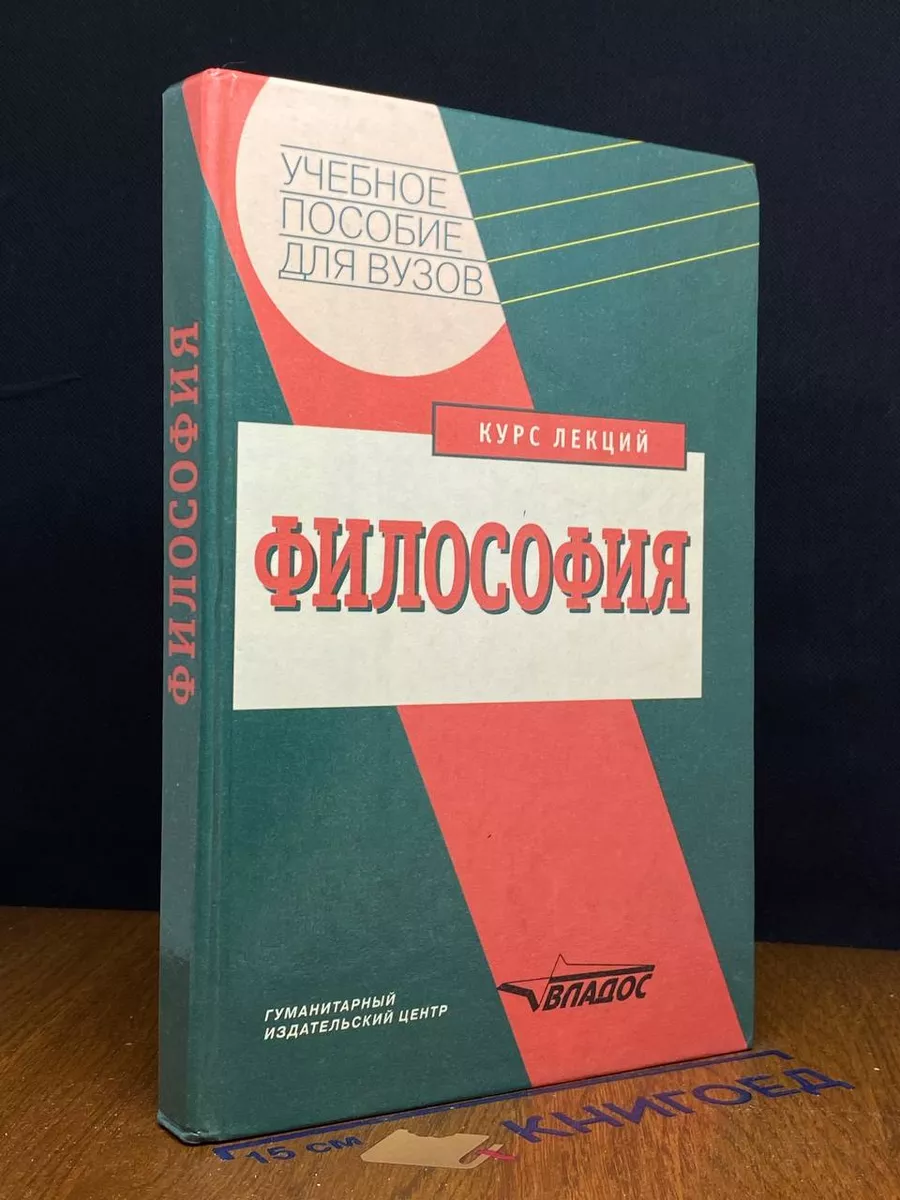 УЧЕБНОЕ
ПОСОБИЕ
ДЛЯ ВУЗОВ
КУРС ЛЕКЦИЙ
ФИЛОСОФИЯ
ФИЛОСОФИЯ
ВЛАДОС
ГУМАНИТАРНЫЙ
ИЗДАТЕЛЬСКИЙ ЦЕНТР
15 СМ
КНИГОЕД